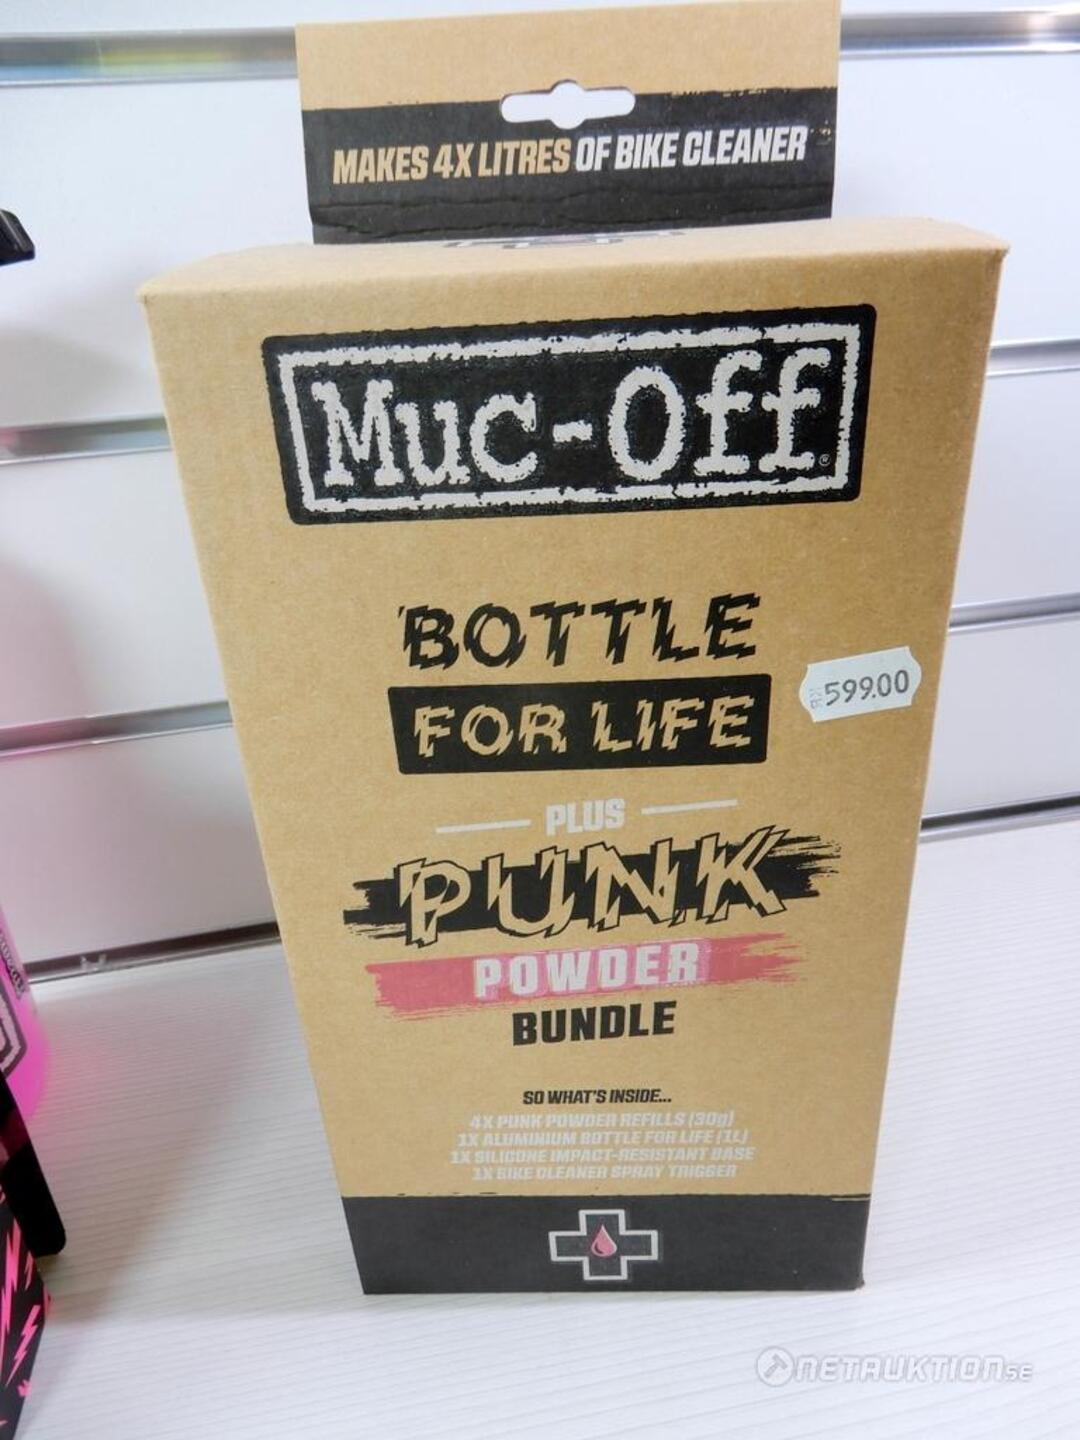 MAKES 4X LITRES OF BIKE CLEANER
Muc-Off
BOTTLE
FOR LIFE
599.00
PLUS
PUNK
POWDER
BUNDLE
SO WHAT'S INSIDE...
4X PUNK POWDER REFILLS (30g)
1X ALUMINIUM BOTTLE FOR LIFE (1L)
1X SILICONE IMPACT-RESISTANT BASE
1X BIKE CLEANER SPRAY TRIGGER
NETAUKTION.SE